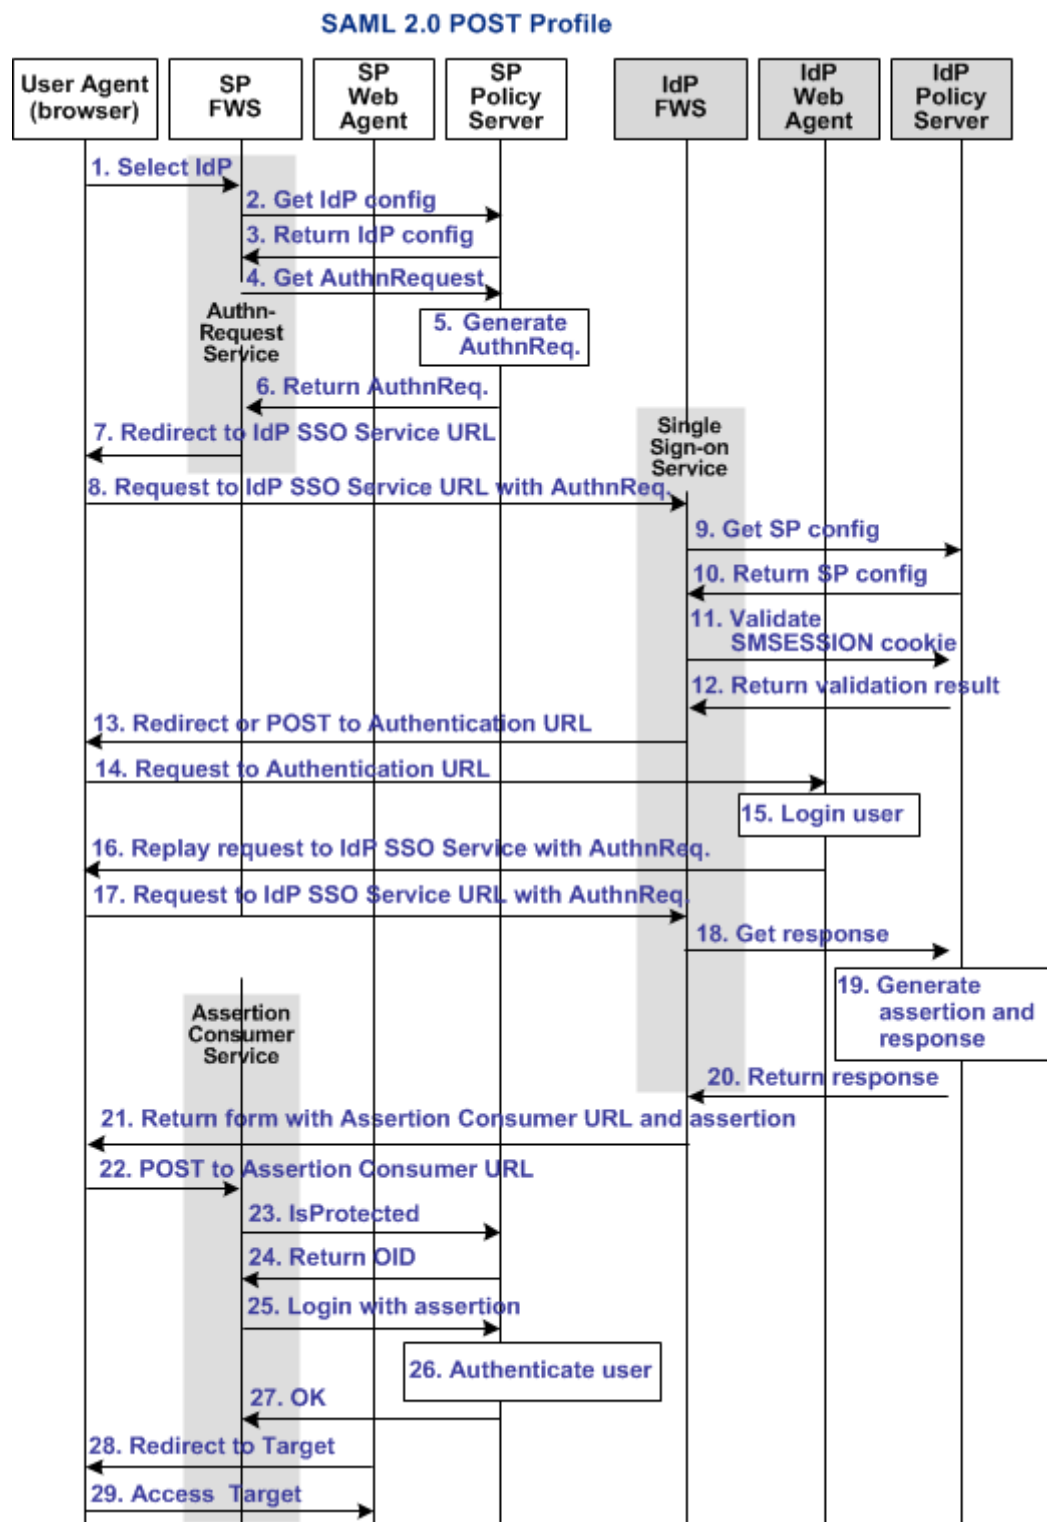 SAML 2.0 POST Profile
User Agent
(browser)
SP
FWS
SP
Web
Agent
SP
Policy
Server
IdP
FWS
IdP
Web
Agent
IdP
Policy
Server
1. Select IdP
2. Get IdP config
3. Return IdP config
4. Get AuthnRequest
Authn-
Request
Service
5. Generate
AuthnReq.
6. Return AuthnReq.
7. Redirect to IdP SSO Service URL
Single
Sign-on
Service
8. Request to IdP SSO Service URL with AuthnReq.
9. Get SP config
10. Return SP config
11. Validate
SMSESSION cookie
12. Return validation result
13. Redirect or POST to Authentication URL
14. Request to Authentication URL
15. Login user
16. Replay request to IdP SSO Service with AuthnReq.
17. Request to IdP SSO Service URL with AuthnReq.
18. Get response
19. Generate
assertion and
response
Assertion
Consumer
Service
20. Return response
21. Return form with Assertion Consumer URL and assertion
22. POST to Assertion Consumer URL
23. IsProtected
24. Return OID
25. Login with assertion
26. Authenticate user
27. OK
28. Redirect to Target
29. Access Target